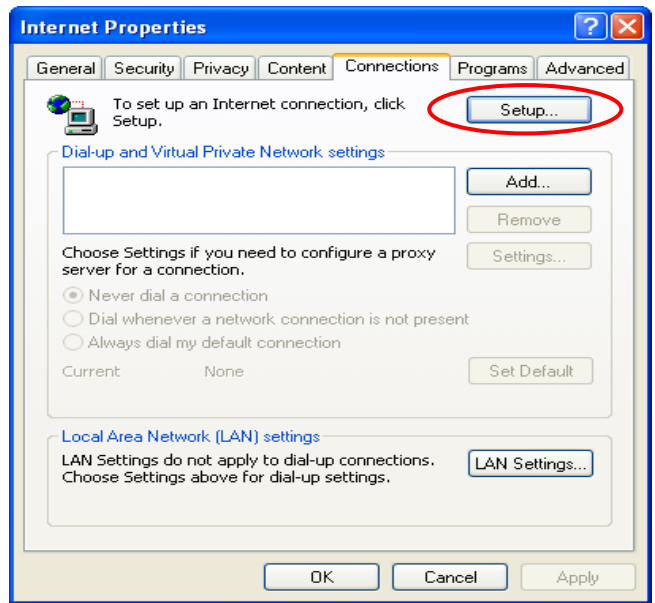 Internet Properties
General Security Privacy Content Connections Programs Advanced
To set up an Internet connection, click
Setup.
Setup...
Dial-up and Virtual Private Network settings
Add...
Remove
Choose Settings if you need to configure a proxy
server for a connection.
Settings...
Never dial a connection
Dial whenever a network connection is not present
Always dial my default connection
Current None
Set Default
Local Area Network (LAN) settings
LAN Settings do not apply to dial-up connections.
Choose Settings above for dial-up settings.
LAN Settings...
OK Cancel Apply